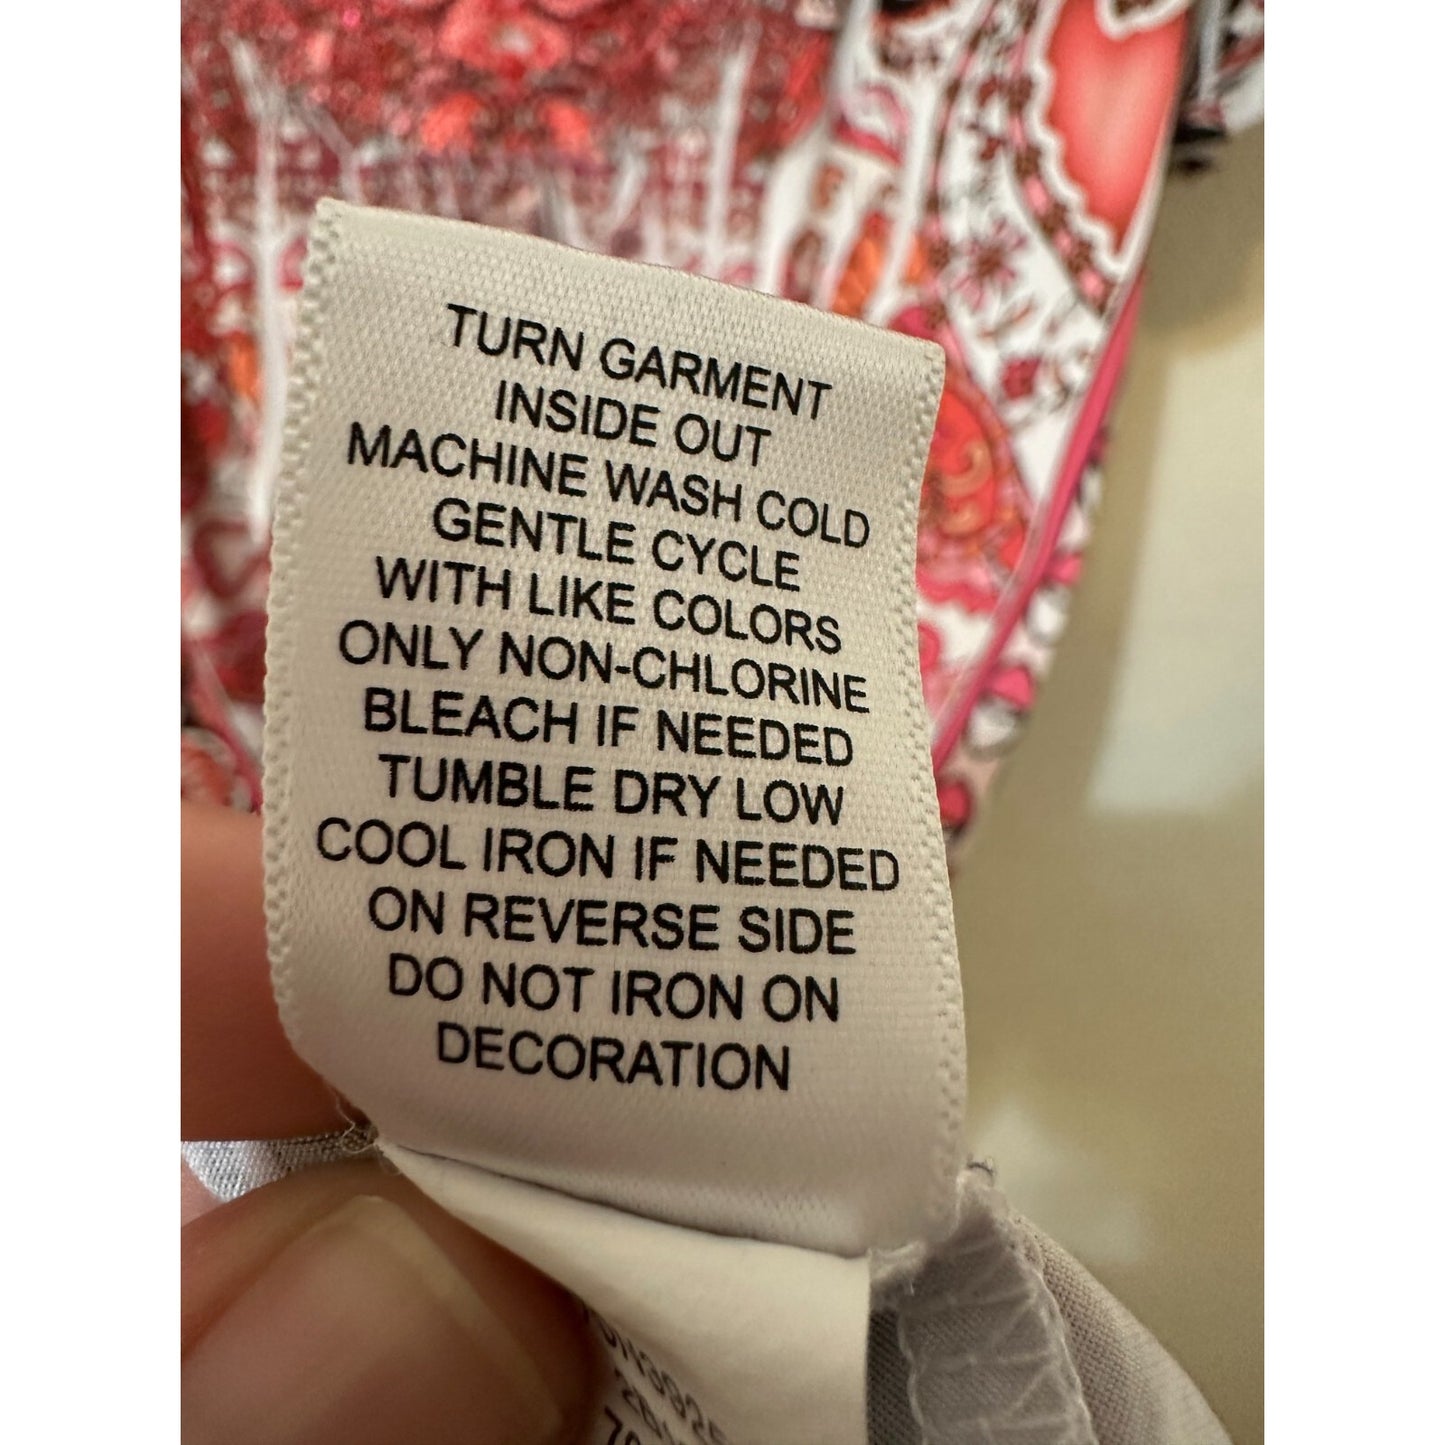 TURN GARMENT
INSIDE OUT
MACHINE WASH COLD
GENTLE CYCLE
WITH LIKE COLORS
ONLY NON-CHLORINE
BLEACH IF NEEDED
TUMBLE DRY LOW
COOL IRON IF NEEDED
ON REVERSE SIDE
DO NOT IRON ON
DECORATION